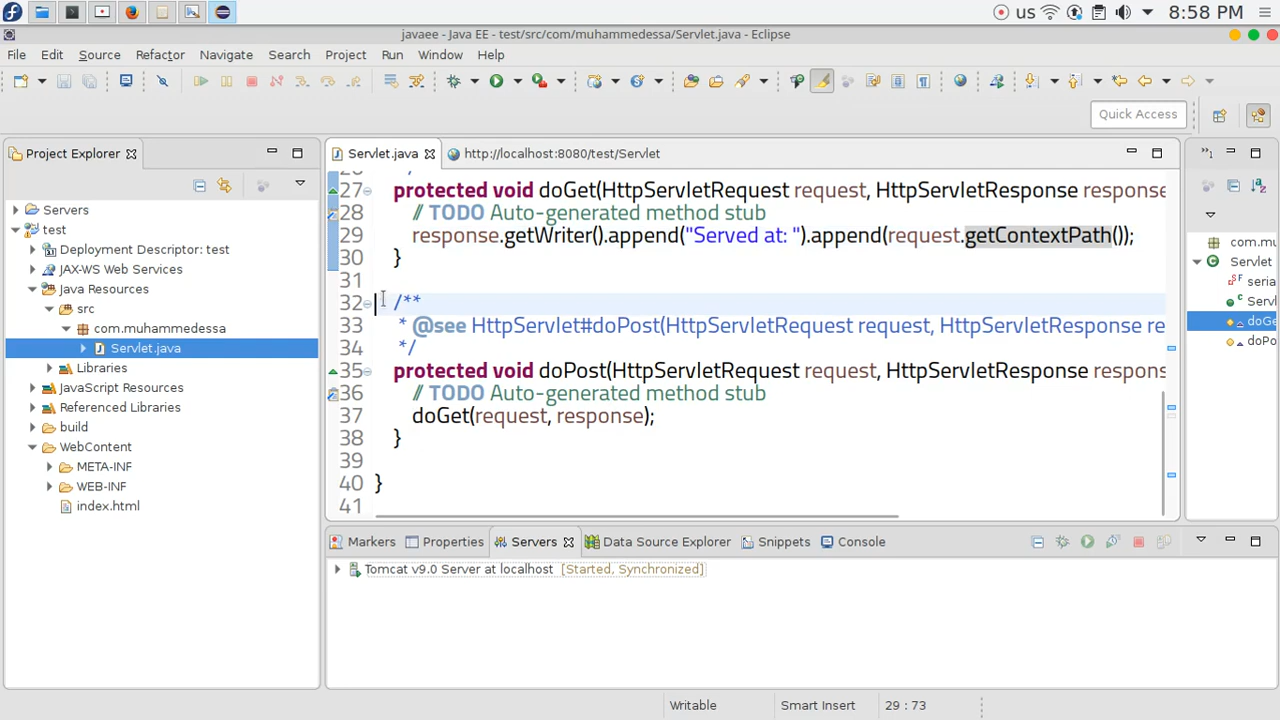 us 8:58 PM
javaee - Java EE - test/src/com/muhammedessa/Servlet.java - Eclipse
File Edit Source Refactor Navigate Search Project Run Window Help
Quick Access
Project Explorer
Servlet.java
http://localhost:8080/test/Servlet
Servers
test
Deployment Descriptor: test
JAX-WS Web Services
Java Resources
src
com.muhammedessa
Servlet.java
Libraries
JavaScript Resources
Referenced Libraries
build
WebContent
META-INF
WEB-INF
index.html
27 protected void doGet(HttpServletRequest request, HttpServletResponse response
28 // TODO Auto-generated method stub
29 response.getWriter().append("Served at: ").append(request.getContextPath());
30 }
31
32 /**
33 * @see HttpServlet#doPost(HttpServletRequest request, HttpServletResponse re
34 */
35 protected void doPost(HttpServletRequest request, HttpServletResponse respons
36 // TODO Auto-generated method stub
37 doGet(request, response);
38 }
39
40 }
41
com.mu
Servlet
seria
Servl
doGe
doPo
Markers Properties Servers Data Source Explorer Snippets Console
Tomcat v9.0 Server at localhost [Started, Synchronized]
Writable Smart Insert 29 : 73